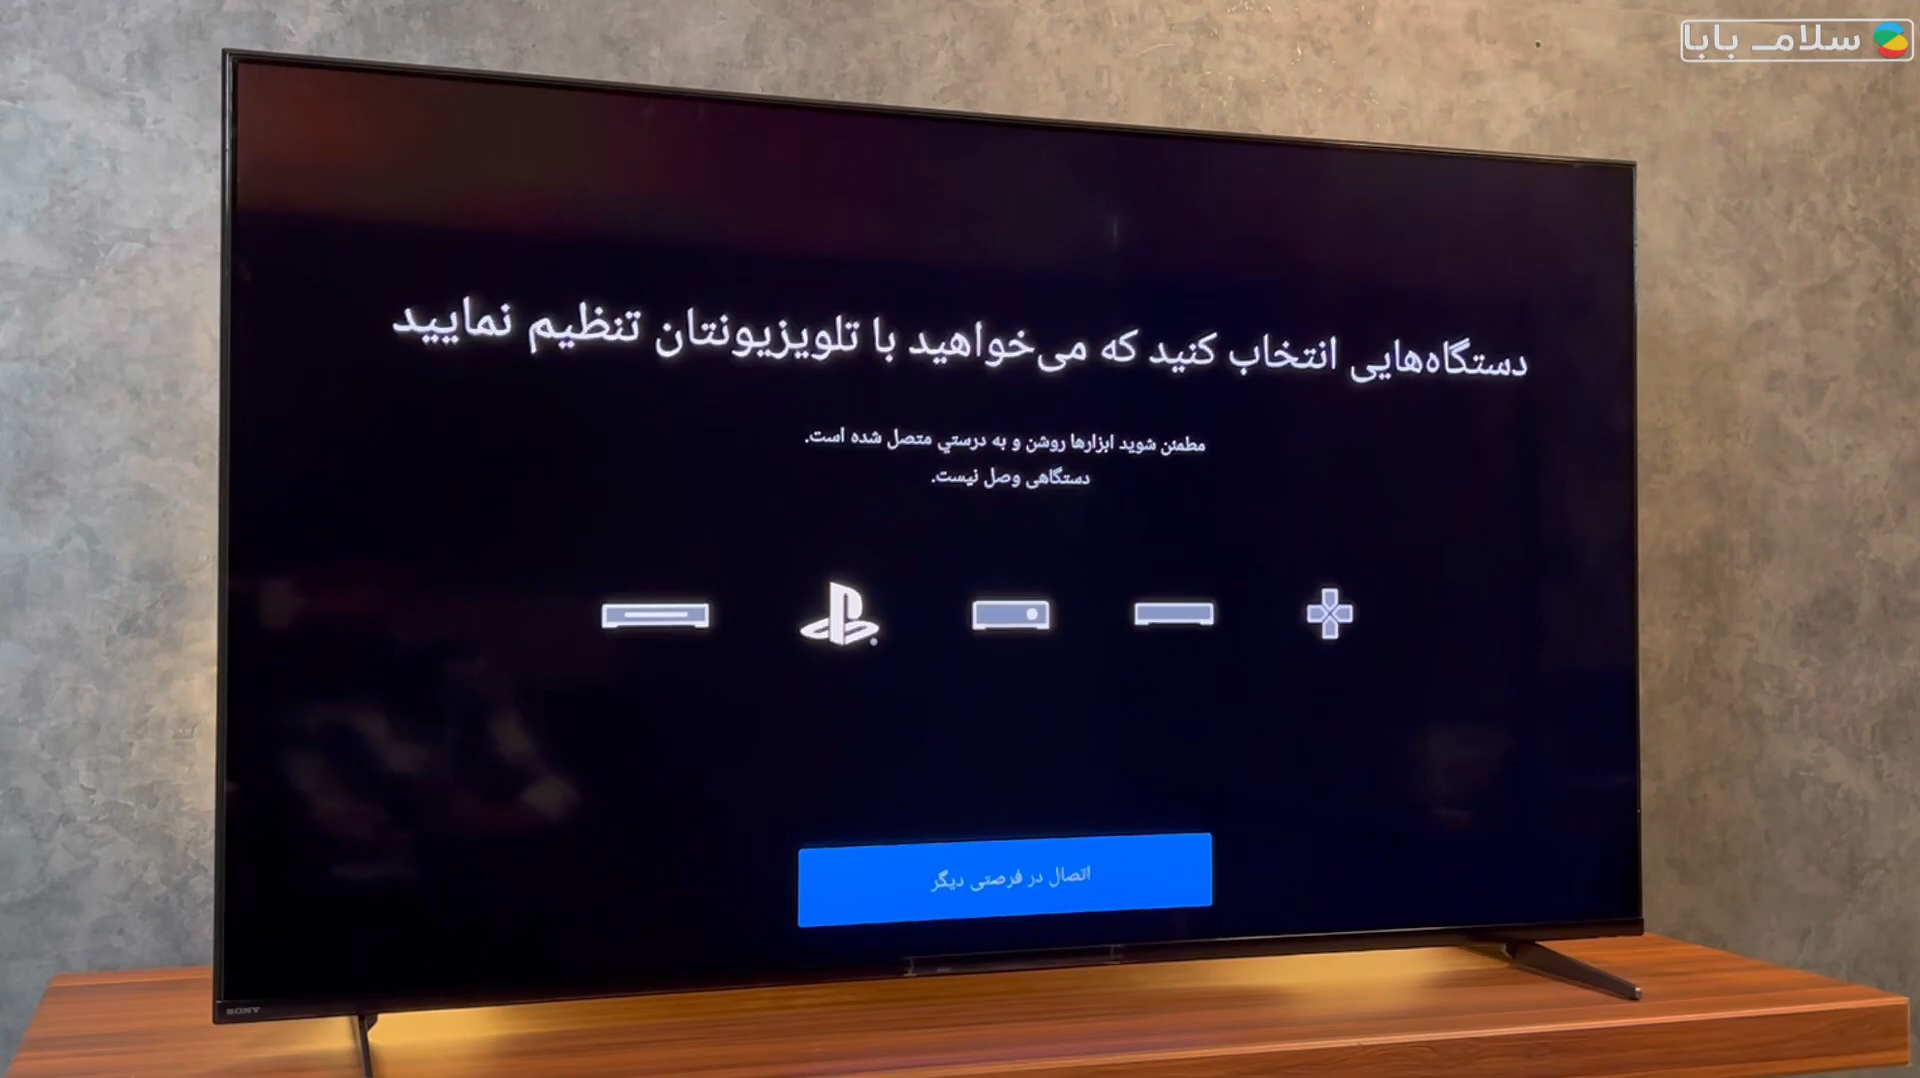 سلام بابا
دستگاه‌هایی انتخاب کنید که می‌خواهید با تلویزیونتان تنظیم نمایید
مطمئن شوید ابزارها روشن و به درستي متصل شده است.
دستگاهی وصل نیست.
اتصال در فرصتی دیگر
SONY